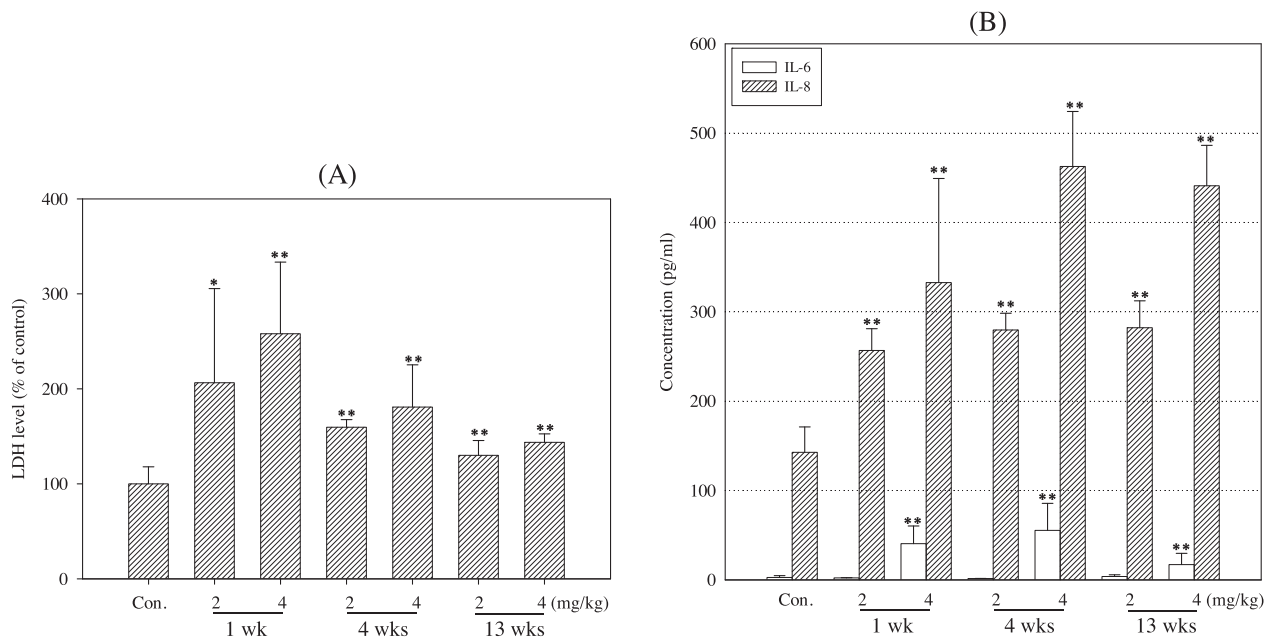 (A)
400
300
200
100
0
LDH level (% of control)
*
**
**
**
**
**
Con.
2
4
2
4
2
4 (mg/kg)
1 wk
4 wks
13 wks
(B)
600
500
400
300
200
100
0
Concentration (pg/ml)
IL-6
IL-8
**
**
**
**
**
**
**
**
**
Con.
2
4
2
4
2
4 (mg/kg)
1 wk
4 wks
13 wks